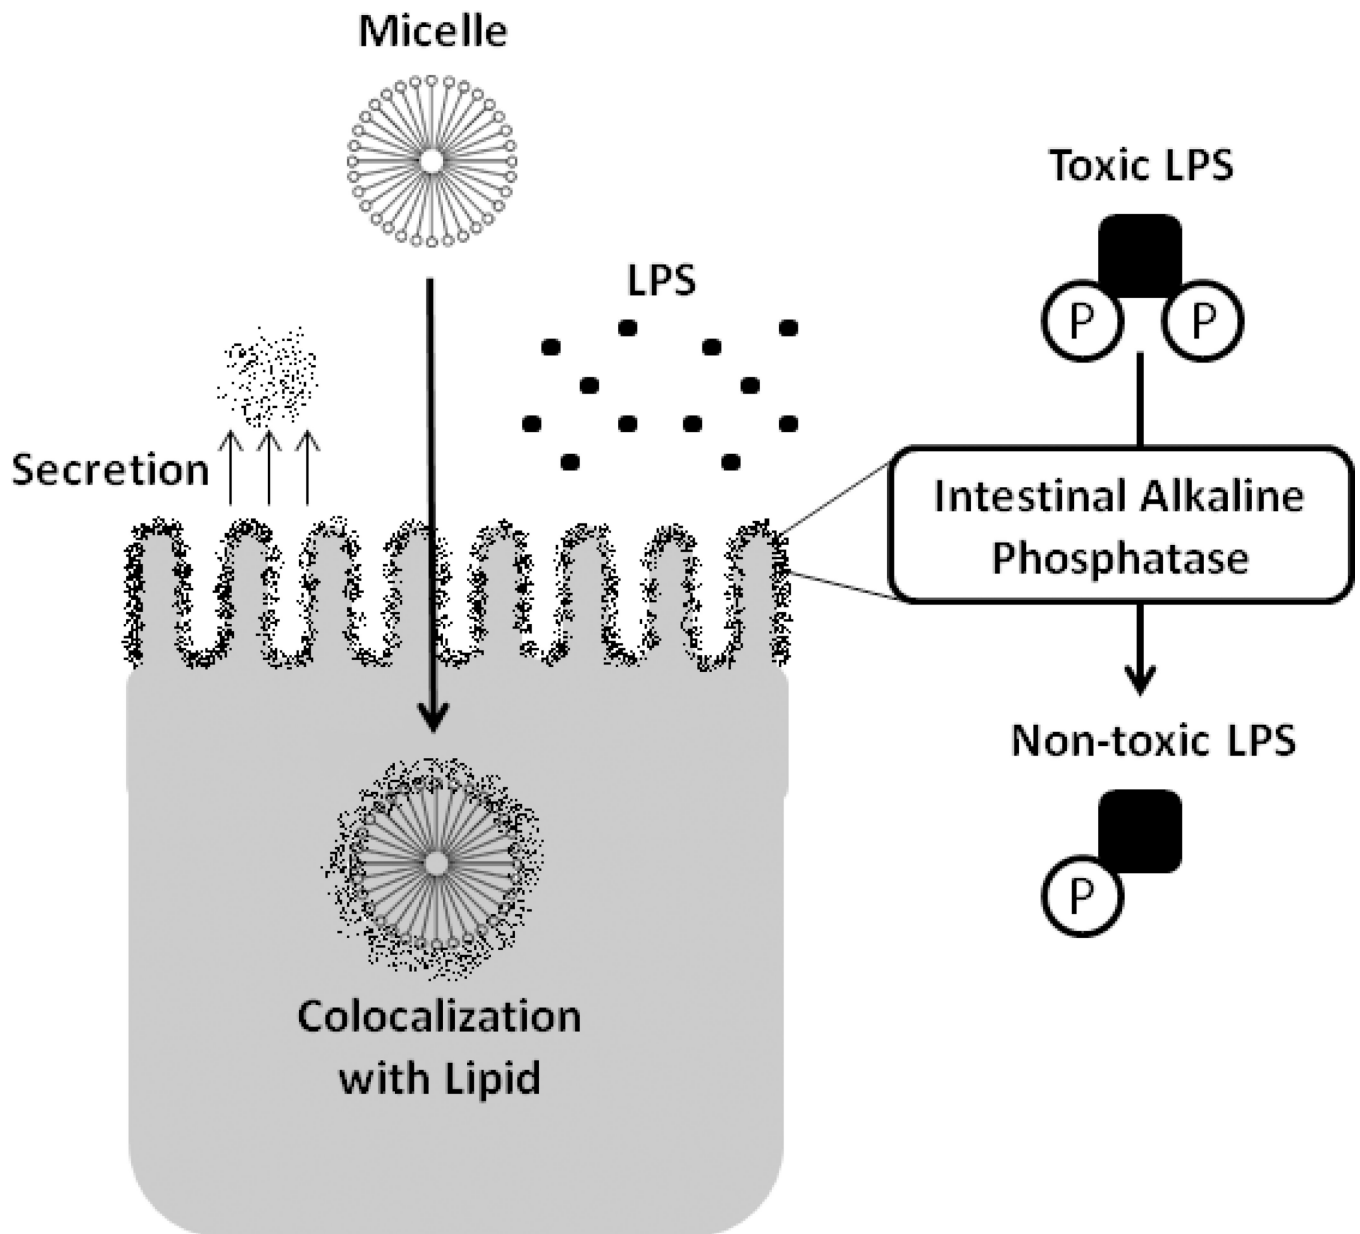 Micelle
Toxic LPS
P
P
LPS
Secretion
Intestinal Alkaline
Phosphatase
Non-toxic LPS
P
Colocalization
with Lipid